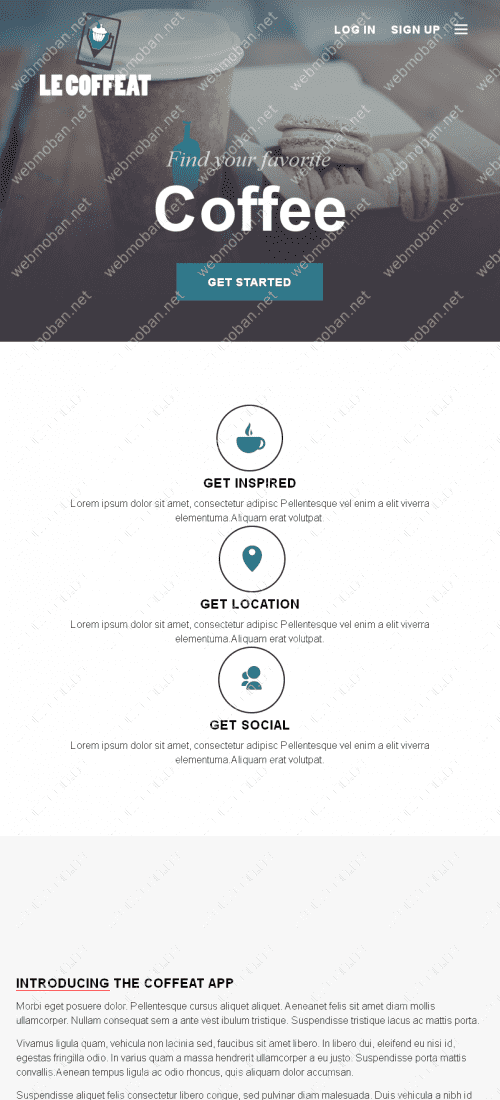 LOG IN SIGN UP
LE COFFEAT
Find your favorite
Coffee
GET STARTED
GET INSPIRED
Lorem ipsum dolor sit amet, consectetur adipisc Pellentesque vel enim a elit viverra
elementuma.Aliquam erat volutpat
GET LOCATION
Lorem ipsum dolor sit amet, consectetur adipisc Pellentesque vel enim a elit viverra
elementuma.Aliquam erat volutpat.
GET SOCIAL
Lorem ipsum dolor sit amet, consectetur adipisc Pellentesque vel enim a elit viverra
elementuma.Aliquam erat volutpat.
INTRODUCING THE COFFEAT APP
Morbi eget posuere dolor. Pellentesque cursus aliquet aliquet. Aeneanet felis sit amet diam mollis
ullamcorper. Nullam consequat sem a ante vest ibulum tristique. Suspendisse tristique iacus ac mattis porta.
Vivamus ligula quam, vehicula non lacinia sed, faucibus sit amet libero. In libero dui, eleifend eu nisi id,
egestas fringilla odio. In varius quam a massa hendrerit ullamcorper a eu justo. Suspendisse porta mattis
convallis.Aenean tempus ligula ac odio rhoncus, quis aliquam dolor accumsan.
Suspendisse aliquet felis consectetur libero congue, sed pulvinar diam malesuada. Duis vehicula a nibh id
webmoban.net